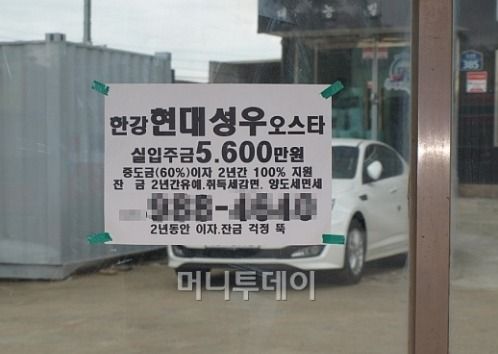 한강현대성우오스타
실입주금5.600만원
중도금(60%)이자 2년간 100% 지원
잔 금 2년간유예.취득세감면. 양도세면세
2년동안 이자.잔금 걱정 뚝
머니투데이
385